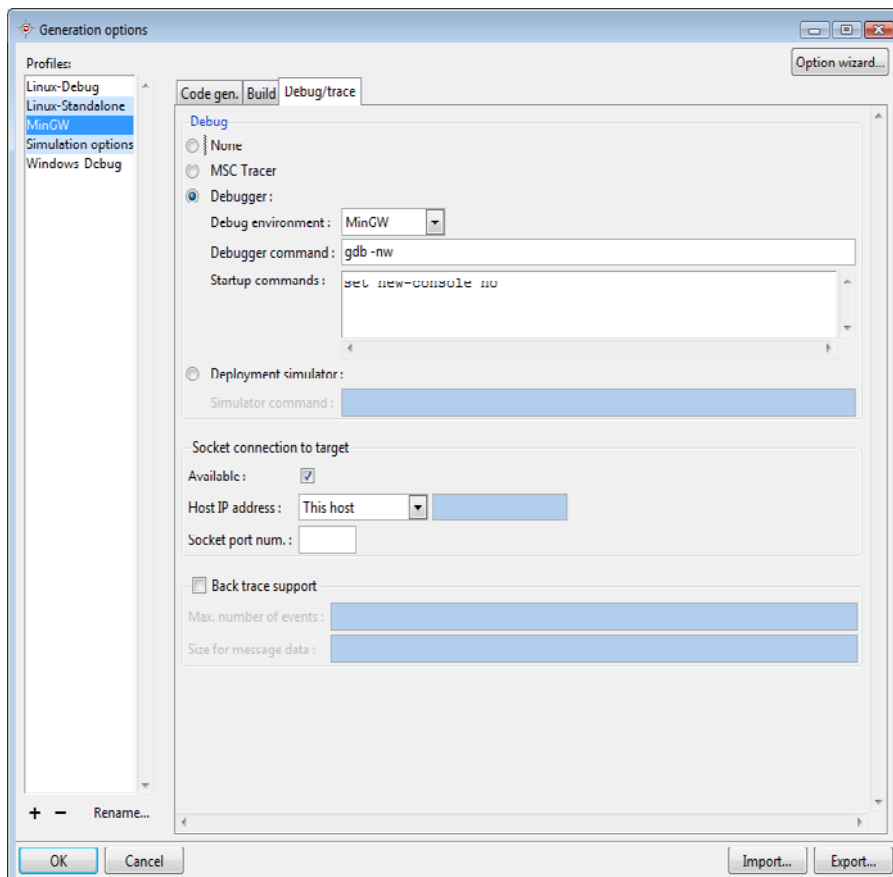 Generation options
Profiles:
Option wizard...
Linux-Debug
Linux-Standalone
MinGW
Simulation options
Windows Debug
Code gen. Build Debug/trace
Debug
None
MSC Tracer
Debugger :
Debug environment : MinGW
Debugger command : gdb -nw
Startup commands : set new-console no
Deployment simulator :
Simulator command :
Socket connection to target
Available :
Host IP address : This host
Socket port num. :
Back trace support
Max. number of events :
Size for message data :
+ − Rename...
OK Cancel Import... Export...